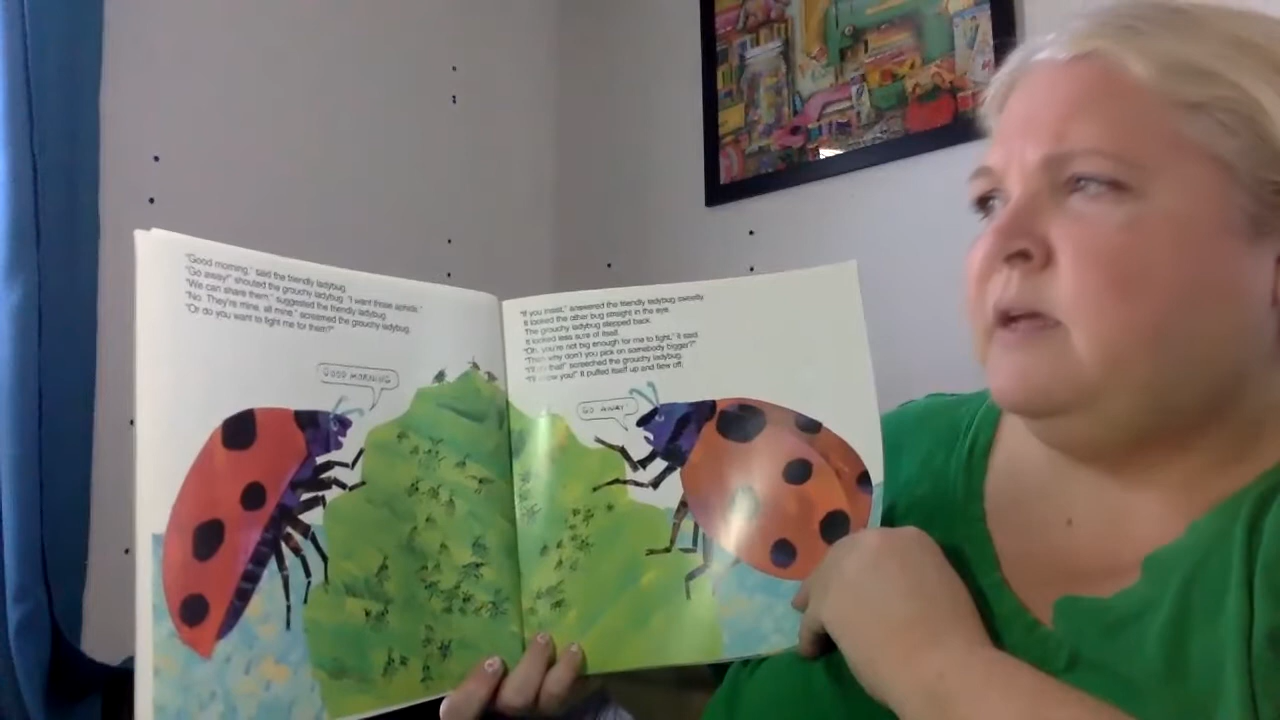 "Good morning," said the friendly ladybug.
"Go away!" shouted the grouchy ladybug. "I want those aphids."
"We can share them," suggested the friendly ladybug.
"No. They're mine, all mine," screamed the grouchy ladybug.
"Or do you want to fight me for them?"
GOOD MORNING
"If you insist," answered the friendly ladybug sweetly.
It looked the other bug straight in the eye.
The grouchy ladybug stepped back.
It looked less sure of itself.
"Oh, you're not big enough for me to fight," it said.
"Then why don't you pick on somebody bigger?"
"I'll do that!" screeched the grouchy ladybug.
"I'll show you!" It puffed itself up and flew off.
GO AWAY!